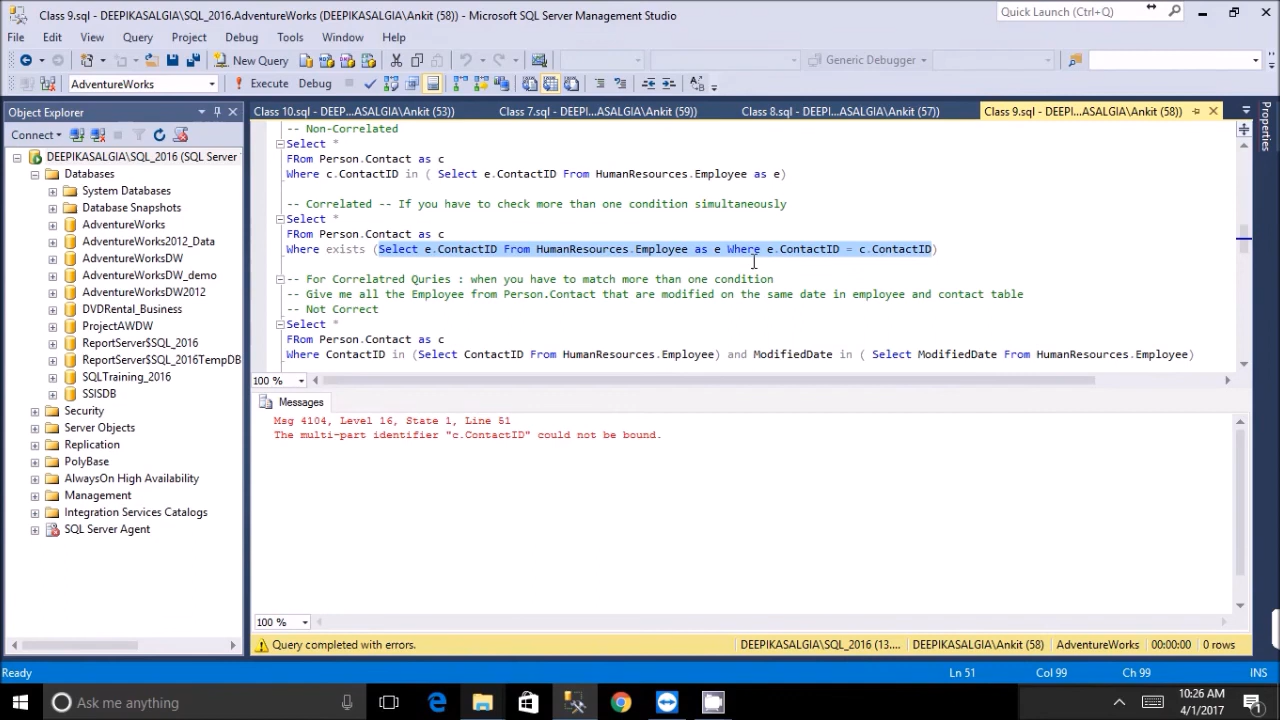 Class 9.sql - DEEPIKASALGIA\SQL_2016.AdventureWorks (DEEPIKASALGIA\Ankit (58)) - Microsoft SQL Server Management Studio
Quick Launch (Ctrl+Q)
File Edit View Query Project Debug Tools Window Help
New Query
Generic Debugger
AdventureWorks
Execute Debug
Object Explorer
Class 10.sql - DEEP...ASALGIA\Ankit (53))
Class 7.sql - DEEPI...ASALGIA\Ankit (59))
Class 8.sql - DEEPI...ASALGIA\Ankit (57))
Class 9.sql - DEEP...ASALGIA\Ankit (58))
Properties
Connect
DEEPIKASALGIA\SQL_2016 (SQL Server
Databases
System Databases
Database Snapshots
AdventureWorks
AdventureWorks2012_Data
AdventureWorksDW
AdventureWorksDW_demo
AdventureWorksDW2012
DVDRental_Business
ProjectAWDW
ReportServer$SQL_2016
ReportServer$SQL_2016TempDB
SQLTraining_2016
SSISDB
Security
Server Objects
Replication
PolyBase
AlwaysOn High Availability
Management
Integration Services Catalogs
SQL Server Agent
-- Non-Correlated
Select *
FRom Person.Contact as c
Where c.ContactID in ( Select e.ContactID From HumanResources.Employee as e)
-- Correlated -- If you have to check more than one condition simultaneously
Select *
FRom Person.Contact as c
Where exists (Select e.ContactID From HumanResources.Employee as e Where e.ContactID = c.ContactID)
-- For Correlatred Quries : when you have to match more than one condition
-- Give me all the Employee from Person.Contact that are modified on the same date in employee and contact table
-- Not Correct
Select *
FRom Person.Contact as c
Where ContactID in (Select ContactID From HumanResources.Employee) and ModifiedDate in ( Select ModifiedDate From HumanResources.Employee)
100 %
Messages
Msg 4104, Level 16, State 1, Line 51
The multi-part identifier "c.ContactID" could not be bound.
100 %
Query completed with errors.
DEEPIKASALGIA\SQL_2016 (13.... DEEPIKASALGIA\Ankit (58) AdventureWorks 00:00:00 0 rows
Ready
Ln 51 Col 99 Ch 99 INS
Ask me anything
10:26 AM
4/1/2017
1